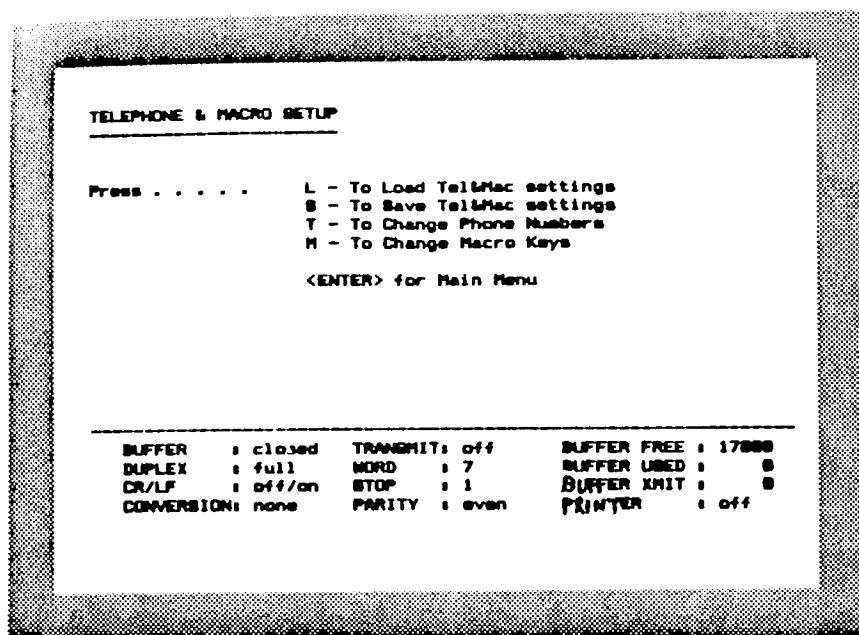 TELEPHONE & MACRO SETUP
Press . . . . . L - To Load Tel&Mac settings
S - To Save Tel&Mac settings
T - To Change Phone Numbers
M - To Change Macro Keys
<ENTER> for Main Menu
BUFFER : closed TRANSMIT: off BUFFER FREE : 17000
DUPLEX : full WORD : 7 BUFFER USED : 0
CR/LF : off/on STOP : 1 BUFFER XMIT : 0
CONVERSION: none PARITY : even PRINTER : off